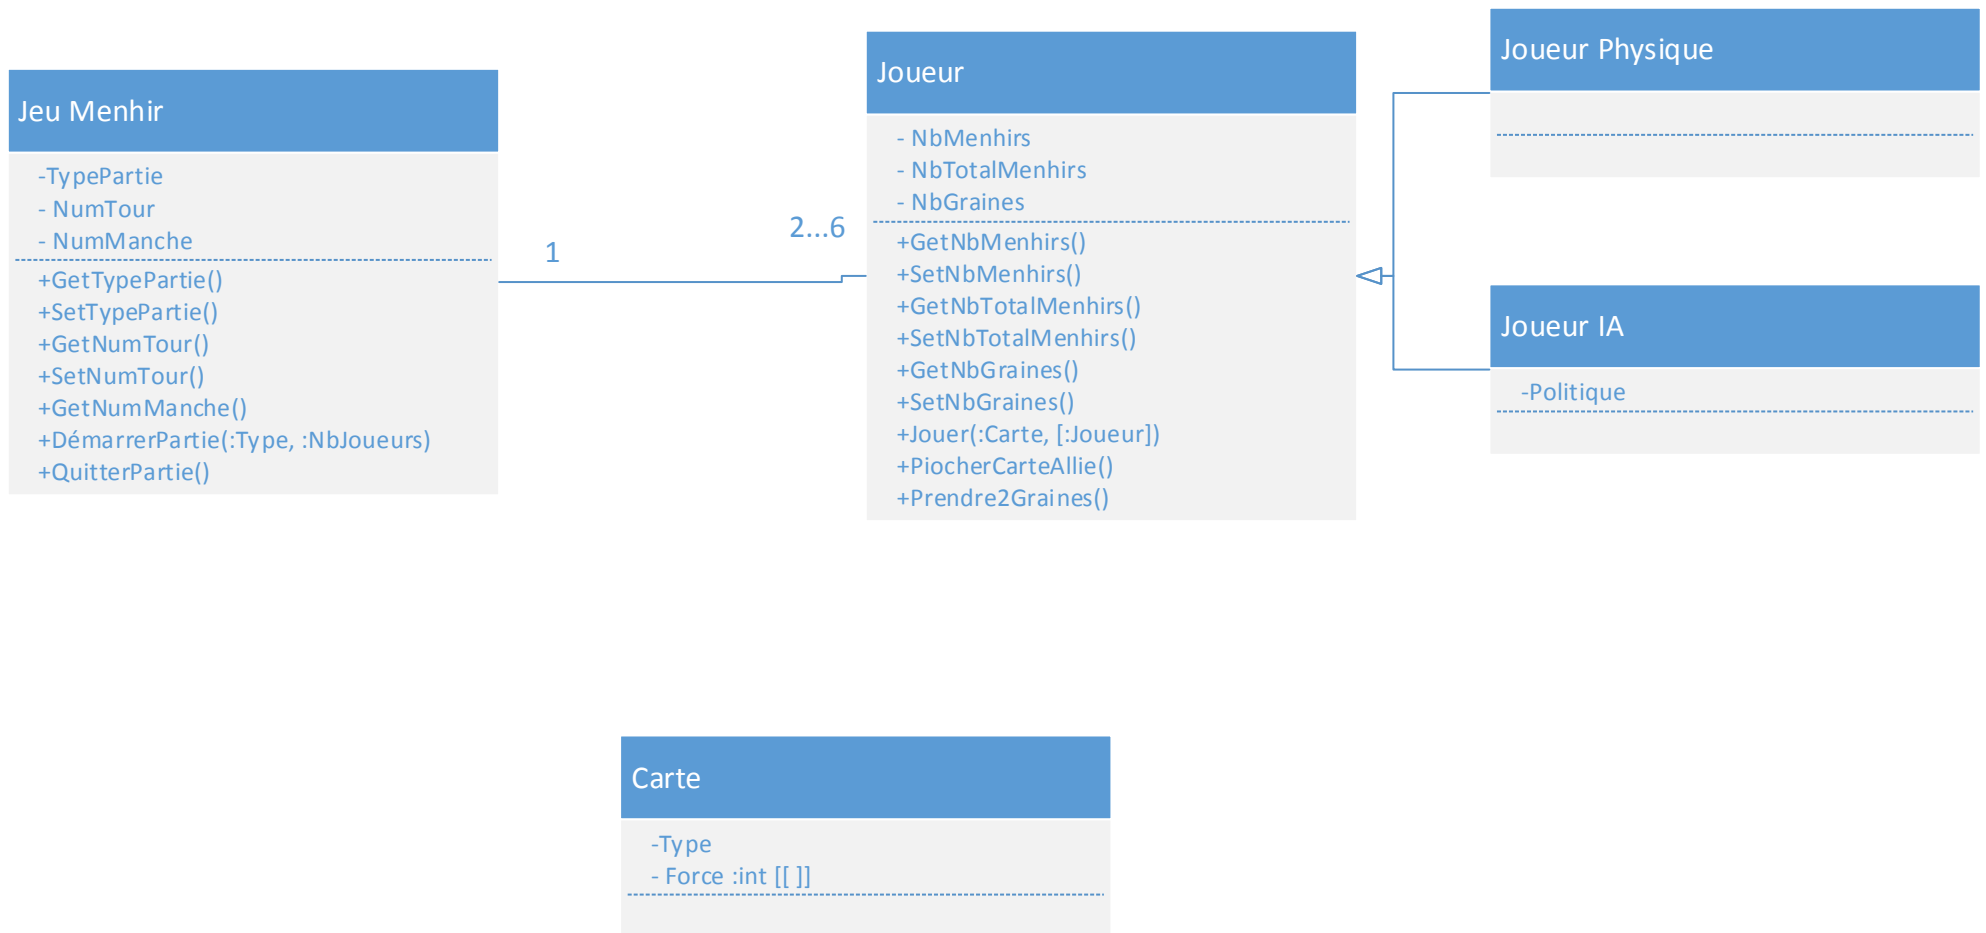 Jeu Menhir
-TypePartie
- NumTour
- NumManche
+GetTypePartie()
+SetTypePartie()
+GetNumTour()
+SetNumTour()
+GetNumManche()
+DémarrerPartie(:Type, :NbJoueurs)
+QuitterPartie()
1
2...6
Joueur
- NbMenhirs
- NbTotalMenhirs
- NbGraines
+GetNbMenhirs()
+SetNbMenhirs()
+GetNbTotalMenhirs()
+SetNbTotalMenhirs()
+GetNbGraines()
+SetNbGraines()
+Jouer(:Carte, [:Joueur])
+PiocherCarteAllie()
+Prendre2Graines()
Joueur Physique
Joueur IA
-Politique
Carte
-Type
- Force :int [[ ]]